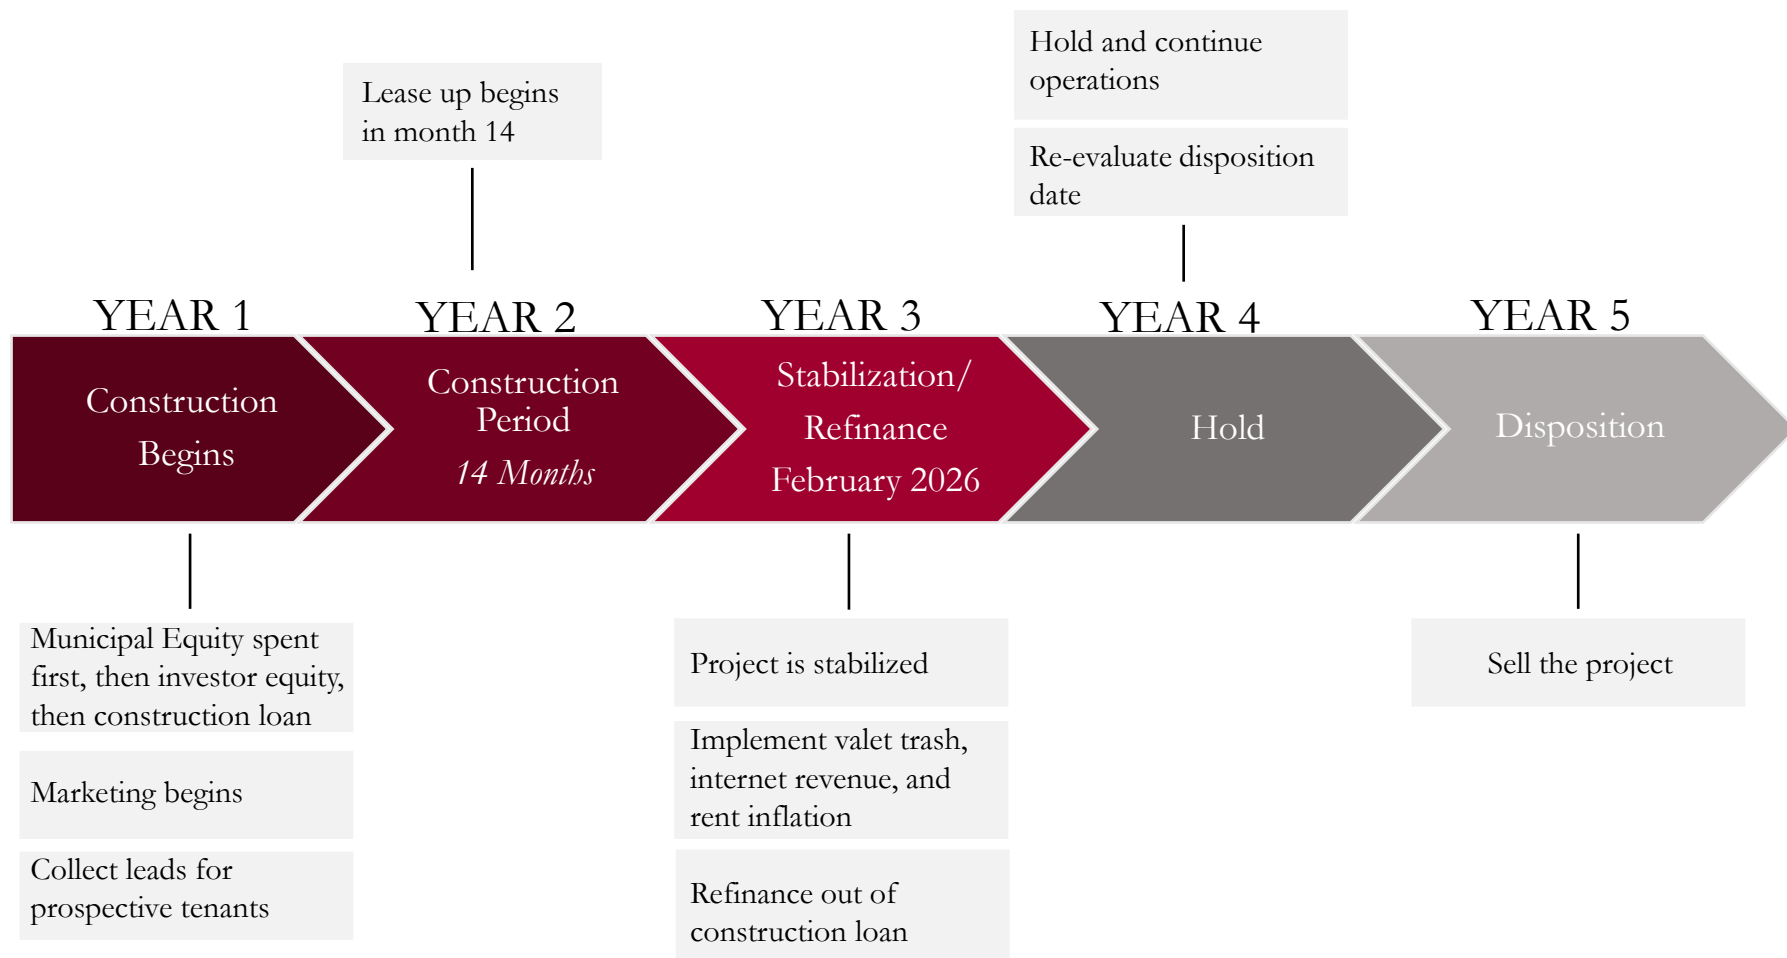 Hold and continue
operations
Lease up begins
in month 14
Re-evaluate disposition
date
YEAR 1
YEAR 2
YEAR 3
YEAR 4
YEAR 5
Construction
Begins
Construction
Period
14 Months
Stabilization/
Refinance
February 2026
Hold
Disposition
Municipal Equity spent
first, then investor equity,
then construction loan
Marketing begins
Collect leads for
prospective tenants
Project is stabilized
Implement valet trash,
internet revenue, and
rent inflation
Refinance out of
construction loan
Sell the project